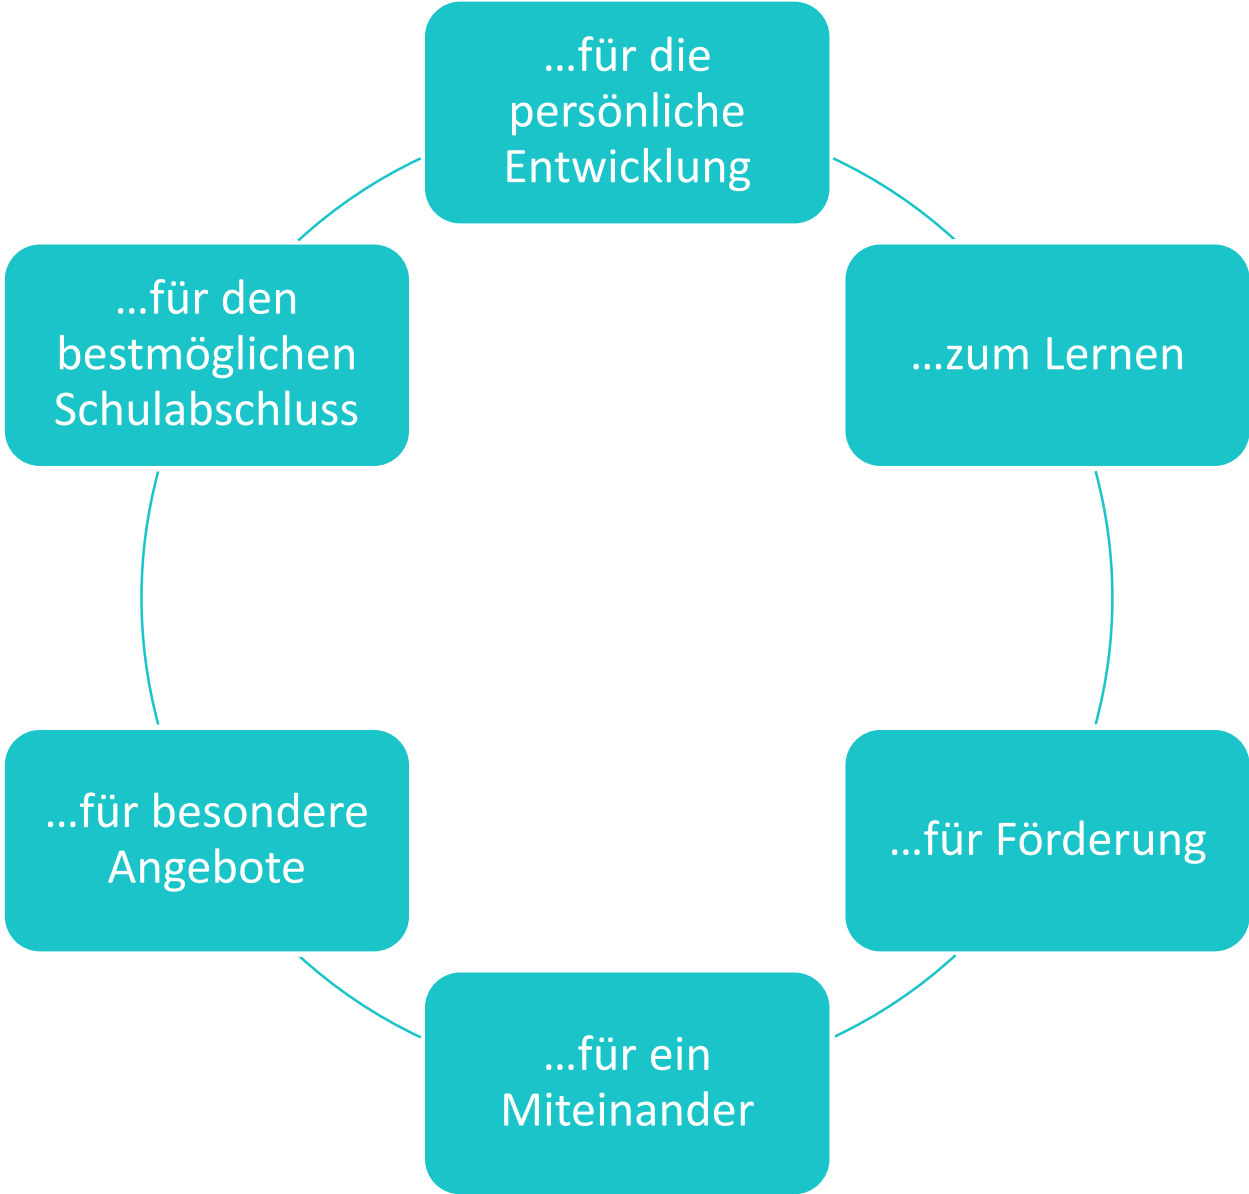 ...für die
persönliche
Entwicklung
...zum Lernen
...für Förderung
...für ein
Miteinander
...für besondere
Angebote
...für den
bestmöglichen
Schulabschluss